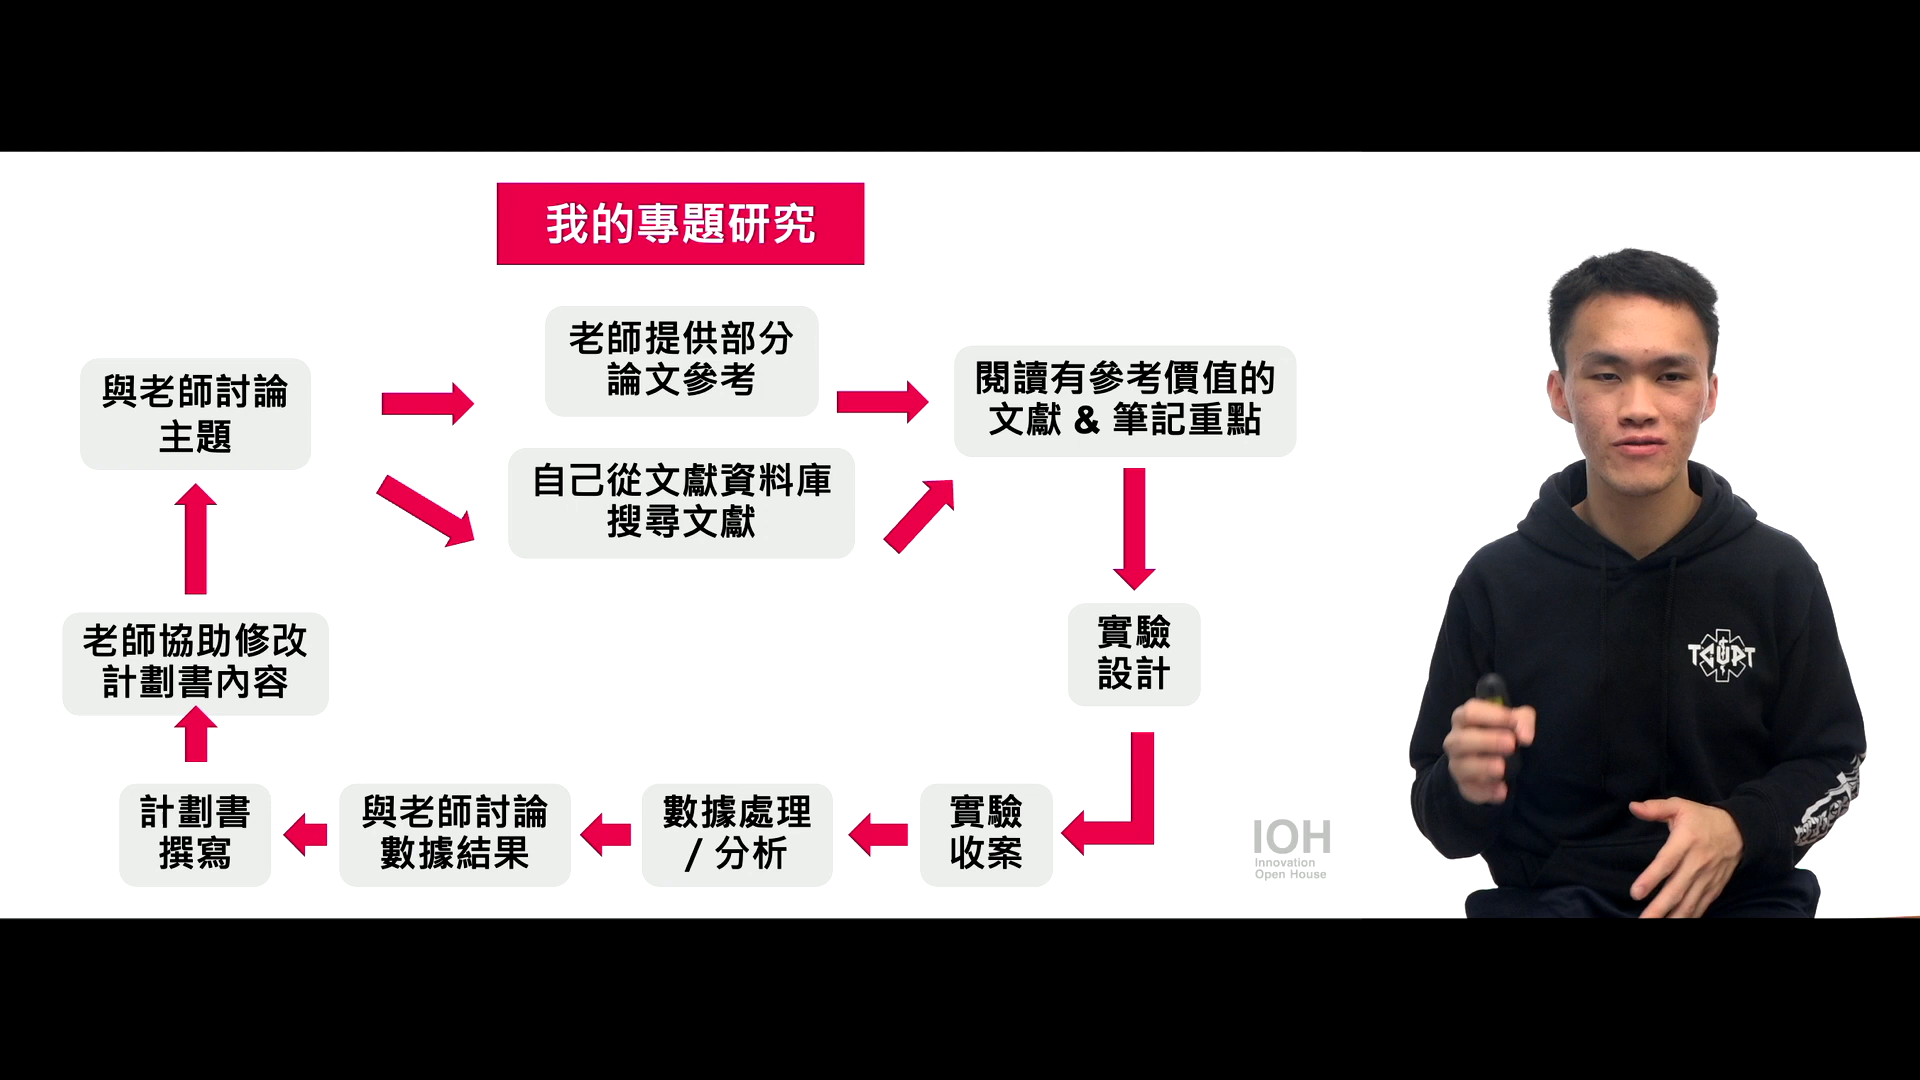 我的專題研究
與老師討論
主題
老師提供部分
論文參考
自己從文獻資料庫
搜尋文獻
閱讀有參考價值的
文獻 & 筆記重點
實驗
設計
實驗
收案
數據處理
/ 分析
與老師討論
數據結果
計劃書
撰寫
老師協助修改
計劃書內容
IOH
Innovation
Open House
TCUPT